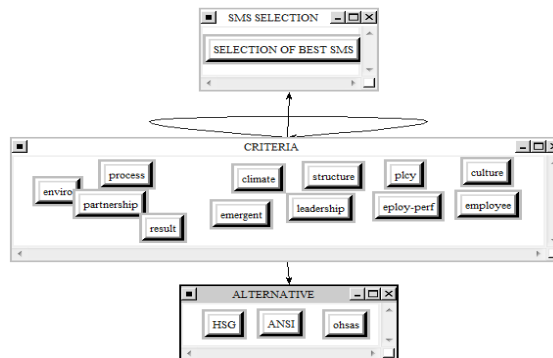 SMS SELECTION
SELECTION OF BEST SMS
CRITERIA
process
climate
structure
plcy
culture
enviro
partnership
emergent
leadership
eploy-perf
employee
result
ALTERNATIVE
HSG
ANSI
ohsas